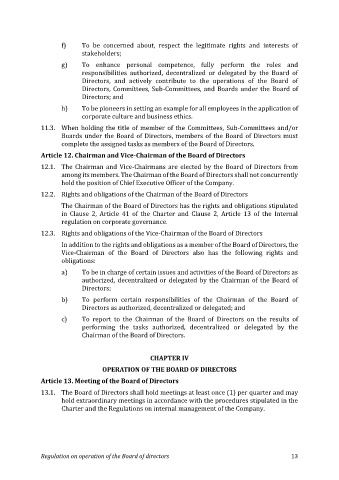 f) To be concerned about, respect the legitimate rights and interests of
stakeholders;
g) To enhance personal competence, fully perform the roles and
responsibilities authorized, decentralized or delegated by the Board of
Directors, and actively contribute to the operations of the Board of
Directors, Committees, Sub-Committees, and Boards under the Board of
Directors; and
h) To be pioneers in setting an example for all employees in the application of
corporate culture and business ethics.
11.3. When holding the title of member of the Committees, Sub-Committees and/or
Boards under the Board of Directors, members of the Board of Directors must
complete the assigned tasks as members of the Board of Directors.
Article 12. Chairman and Vice-Chairman of the Board of Directors
12.1. The Chairman and Vice-Chairmans are elected by the Board of Directors from
among its members. The Chairman of the Board of Directors shall not concurrently
hold the position of Chief Executive Officer of the Company.
12.2. Rights and obligations of the Chairman of the Board of Directors
The Chairman of the Board of Directors has the rights and obligations stipulated
in Clause 2, Article 41 of the Charter and Clause 2, Article 13 of the Internal
regulation on corporate governance.
12.3. Rights and obligations of the Vice-Chairman of the Board of Directors
In addition to the rights and obligations as a member of the Board of Directors, the
Vice-Chairman of the Board of Directors also has the following rights and
obligations:
a) To be in charge of certain issues and activities of the Board of Directors as
authorized, decentralized or delegated by the Chairman of the Board of
Directors;
b) To perform certain responsibilities of the Chairman of the Board of
Directors as authorized, decentralized or delegated; and
c) To report to the Chairman of the Board of Directors on the results of
performing the tasks authorized, decentralized or delegated by the
Chairman of the Board of Directors.
CHAPTER IV
OPERATION OF THE BOARD OF DIRECTORS
Article 13. Meeting of the Board of Directors
13.1. The Board of Directors shall hold meetings at least once (1) per quarter and may
hold extraordinary meetings in accordance with the procedures stipulated in the
Charter and the Regulations on internal management of the Company.
Regulation on operation of the Board of directors 13